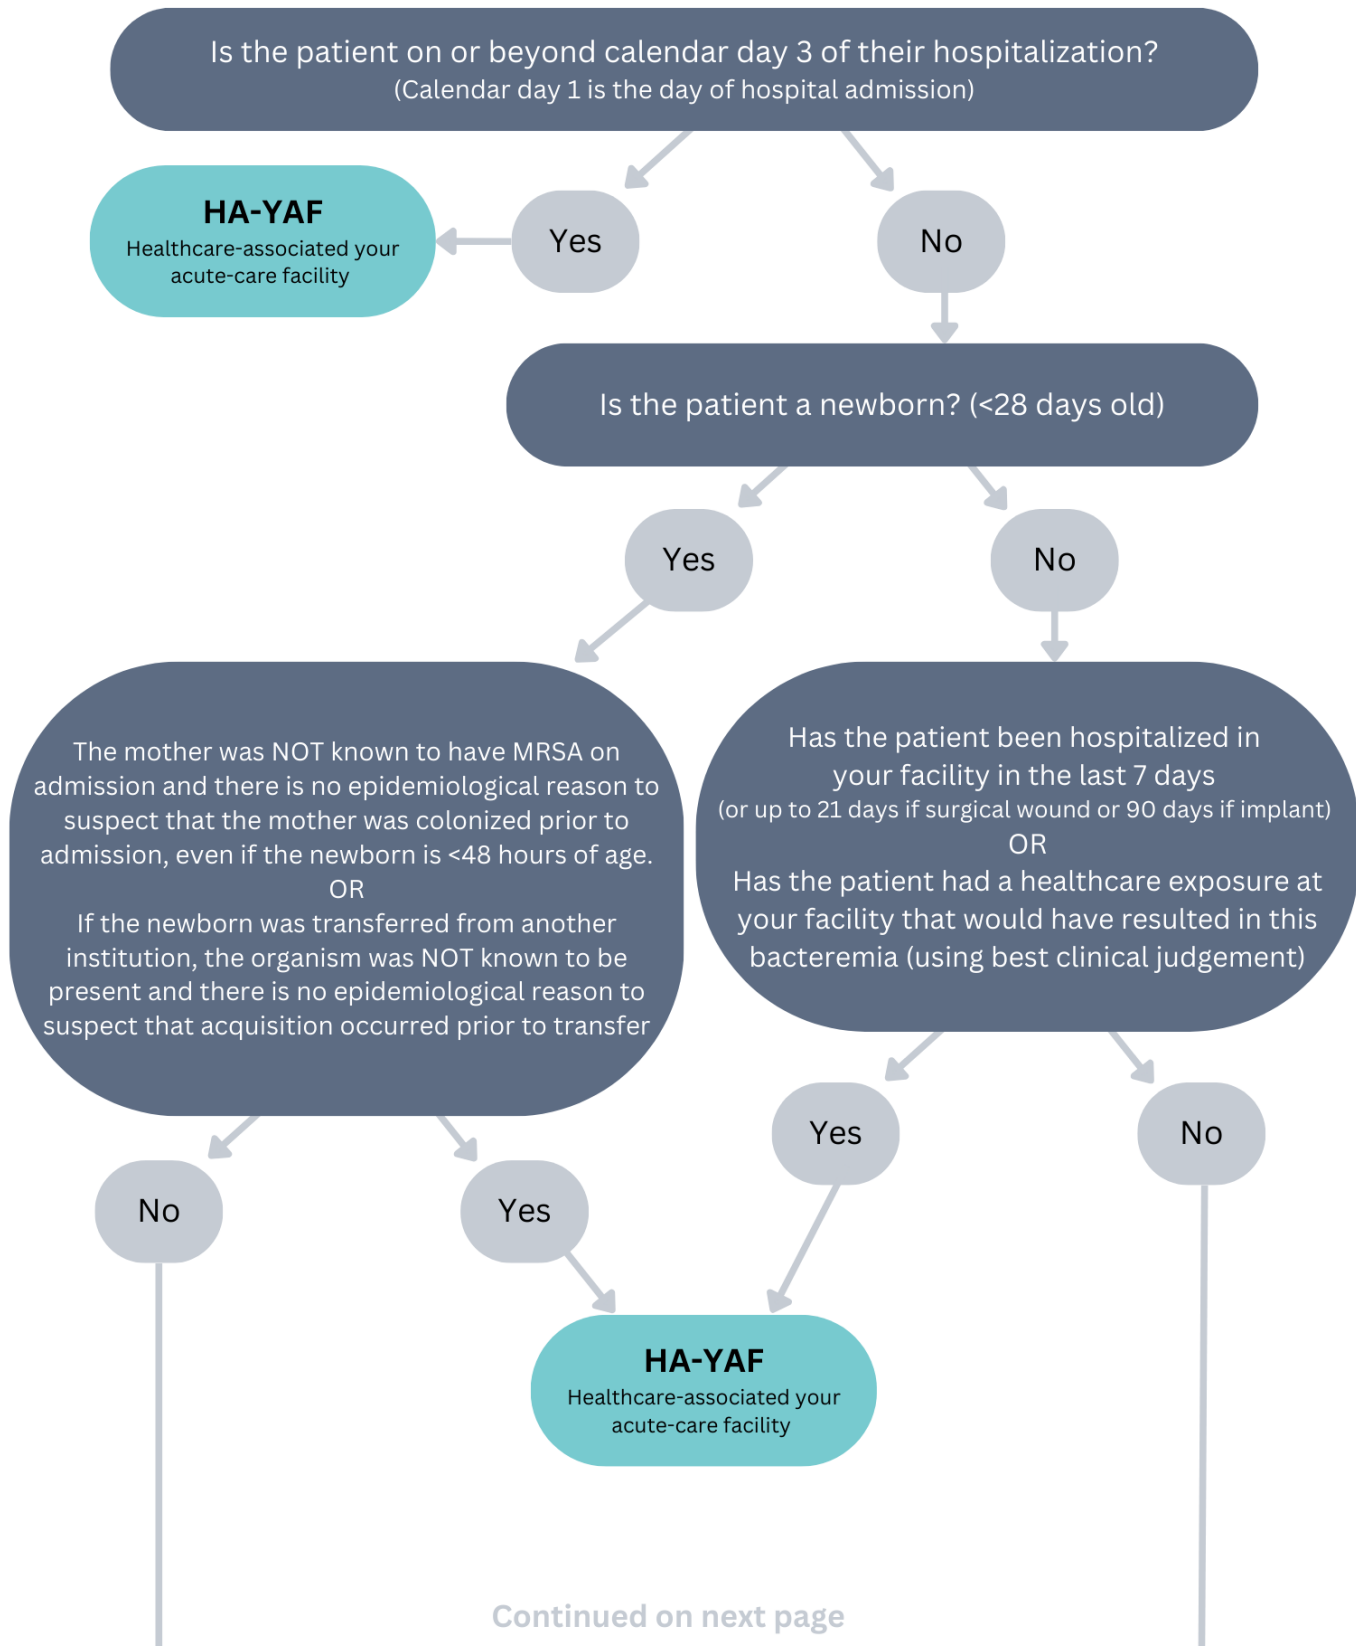 Is the patient on or beyond calendar day 3 of their hospitalization?
(Calendar day 1 is the day of hospital admission)
HA-YAF
Healthcare-associated your
acute-care facility
Yes
No
Is the patient a newborn? (<28 days old)
Yes
No
The mother was NOT known to have MRSA on
admission and there is no epidemiological reason to
suspect that the mother was colonized prior to
admission, even if the newborn is <48 hours of age.
OR
If the newborn was transferred from another
institution, the organism was NOT known to be
present and there is no epidemiological reason to
suspect that acquisition occurred prior to transfer
Has the patient been hospitalized in
your facility in the last 7 days
(or up to 21 days if surgical wound or 90 days if implant)
OR
Has the patient had a healthcare exposure at
your facility that would have resulted in this
bacteremia (using best clinical judgement)
No
Yes
Yes
No
HA-YAF
Healthcare-associated your
acute-care facility
Continued on next page